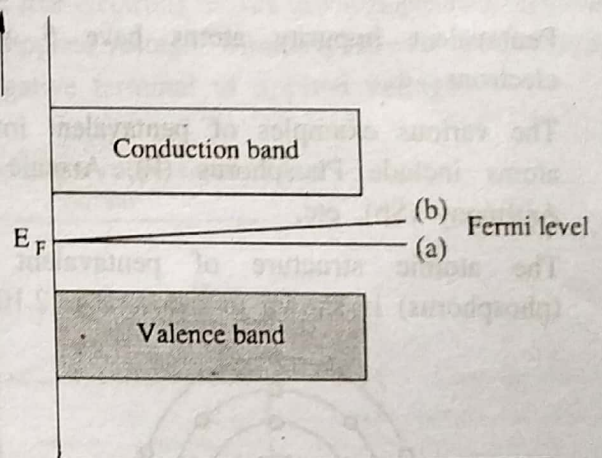 Conduction band
(b)
E F
Fermi level
(a)
Valence band